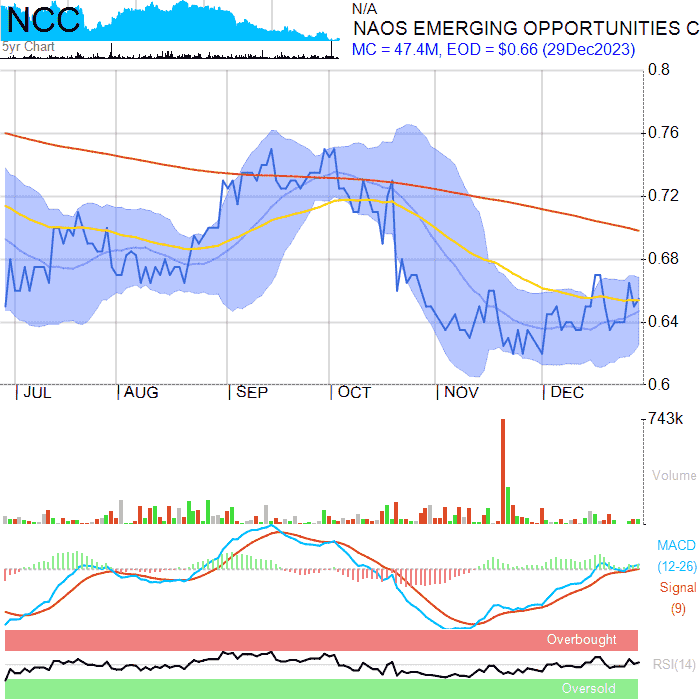 NCC
5yr Chart
N/A
NAOS EMERGING OPPORTUNITIES C
MC = 47.4M, EOD = $0.66 (29Dec2023)
0.8
0.76
0.72
0.68
0.64
0.6
JUL AUG SEP OCT NOV DEC
743k
Volume
MACD
(12-26)
Signal
(9)
Overbought
RSI(14)
Oversold